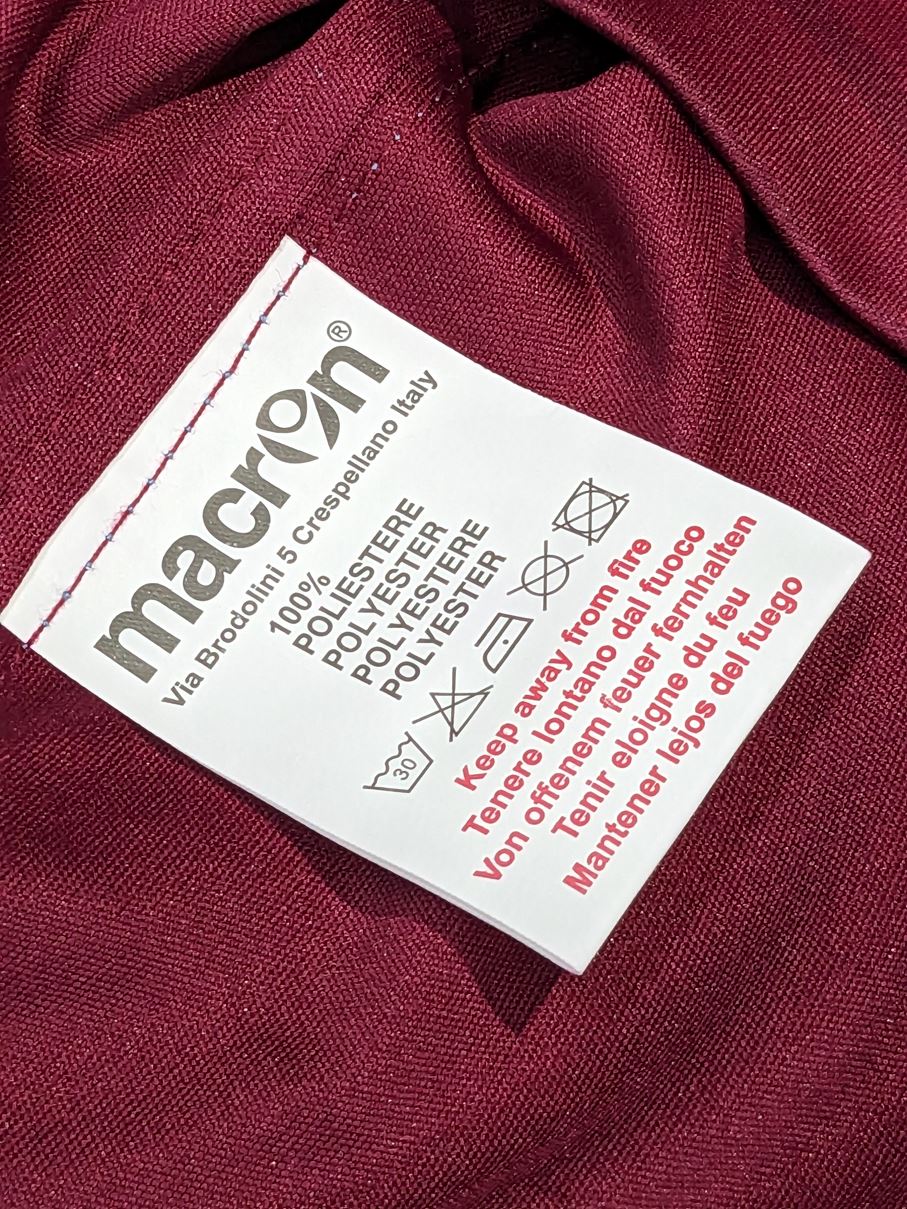 macron®
Via Brodolini 5 Crespellano Italy
100%
POLIESTERE
POLYESTER
POLYESTERE
POLYESTER
30
Keep away from fire
Tenere lontano dal fuoco
Von offenem feuer fernhalten
Tenir eloigne du feu
Mantener lejos del fuego